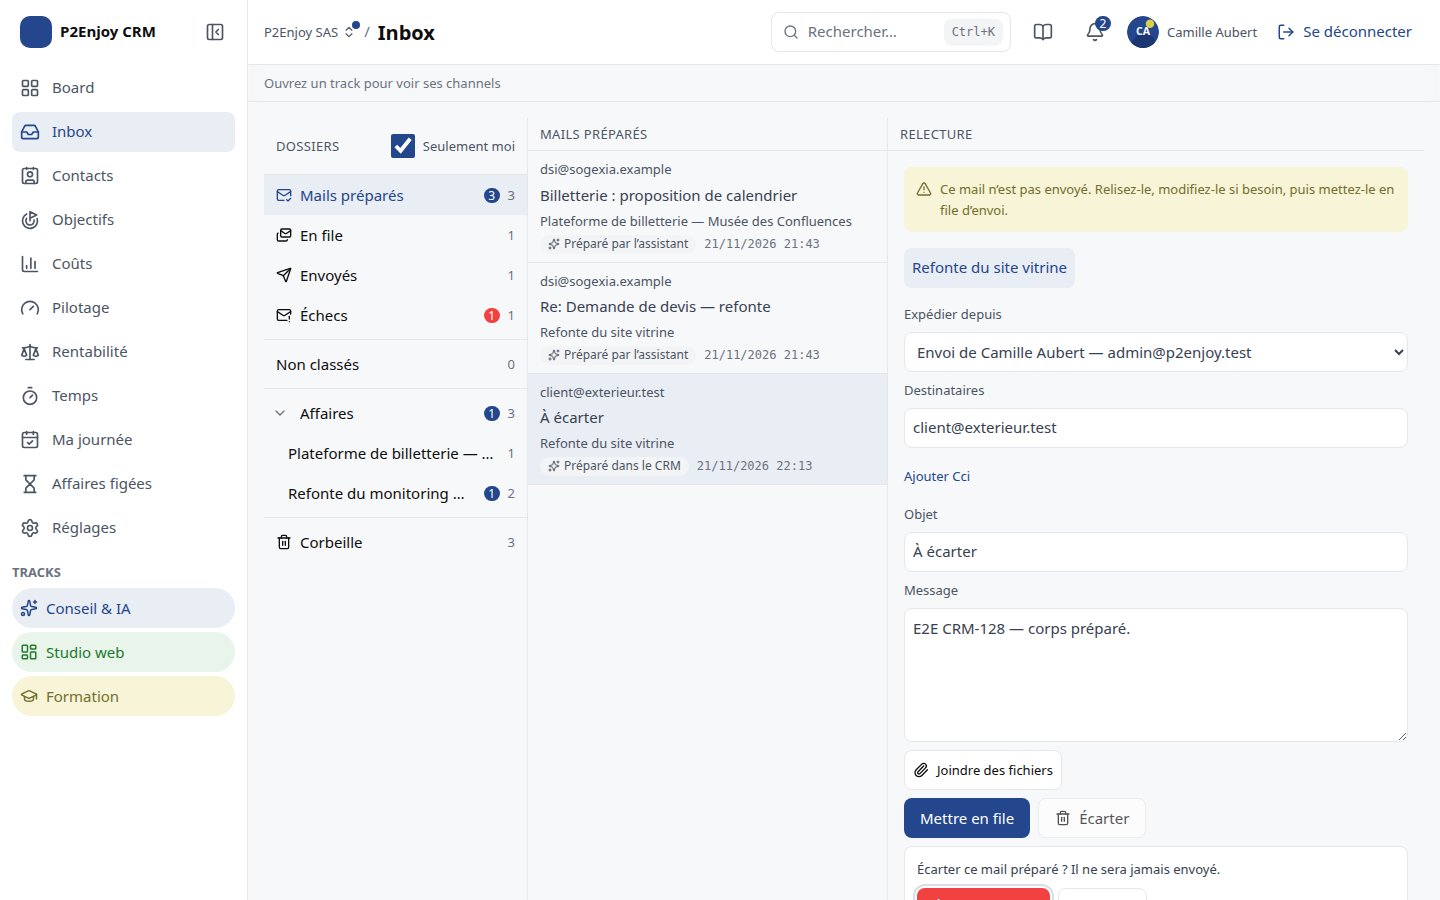 P2Enjoy CRM
Board
Inbox
Contacts
Objectifs
Coûts
Pilotage
Rentabilité
Temps
Ma journée
Affaires figées
Réglages
TRACKS
Conseil & IA
Studio web
Formation
P2Enjoy SAS / Inbox
Rechercher... Ctrl+K
2
CA Camille Aubert
Se déconnecter
Ouvrez un track pour voir ses channels
DOSSIERS Seulement moi
Mails préparés 3 3
En file 1
Envoyés 1
Échecs 1 1
Non classés 0
Affaires 1 3
Plateforme de billetterie — ... 1
Refonte du monitoring ... 1 2
Corbeille 3
MAILS PRÉPARÉS
dsi@sogexia.example
Billetterie : proposition de calendrier
Plateforme de billetterie — Musée des Confluences
Préparé par l’assistant 21/11/2026 21:43
dsi@sogexia.example
Re: Demande de devis — refonte
Refonte du site vitrine
Préparé par l’assistant 21/11/2026 21:43
client@exterieur.test
À écarter
Refonte du site vitrine
Préparé dans le CRM 21/11/2026 22:13
RELECTURE
Ce mail n’est pas envoyé. Relisez-le, modifiez-le si besoin, puis mettez-le en
file d’envoi.
Refonte du site vitrine
Expédier depuis
Envoi de Camille Aubert — admin@p2enjoy.test
Destinataires
client@exterieur.test
Ajouter Cci
Objet
À écarter
Message
E2E CRM-128 — corps préparé.
Joindre des fichiers
Mettre en file
Écarter
Écarter ce mail préparé ? Il ne sera jamais envoyé.